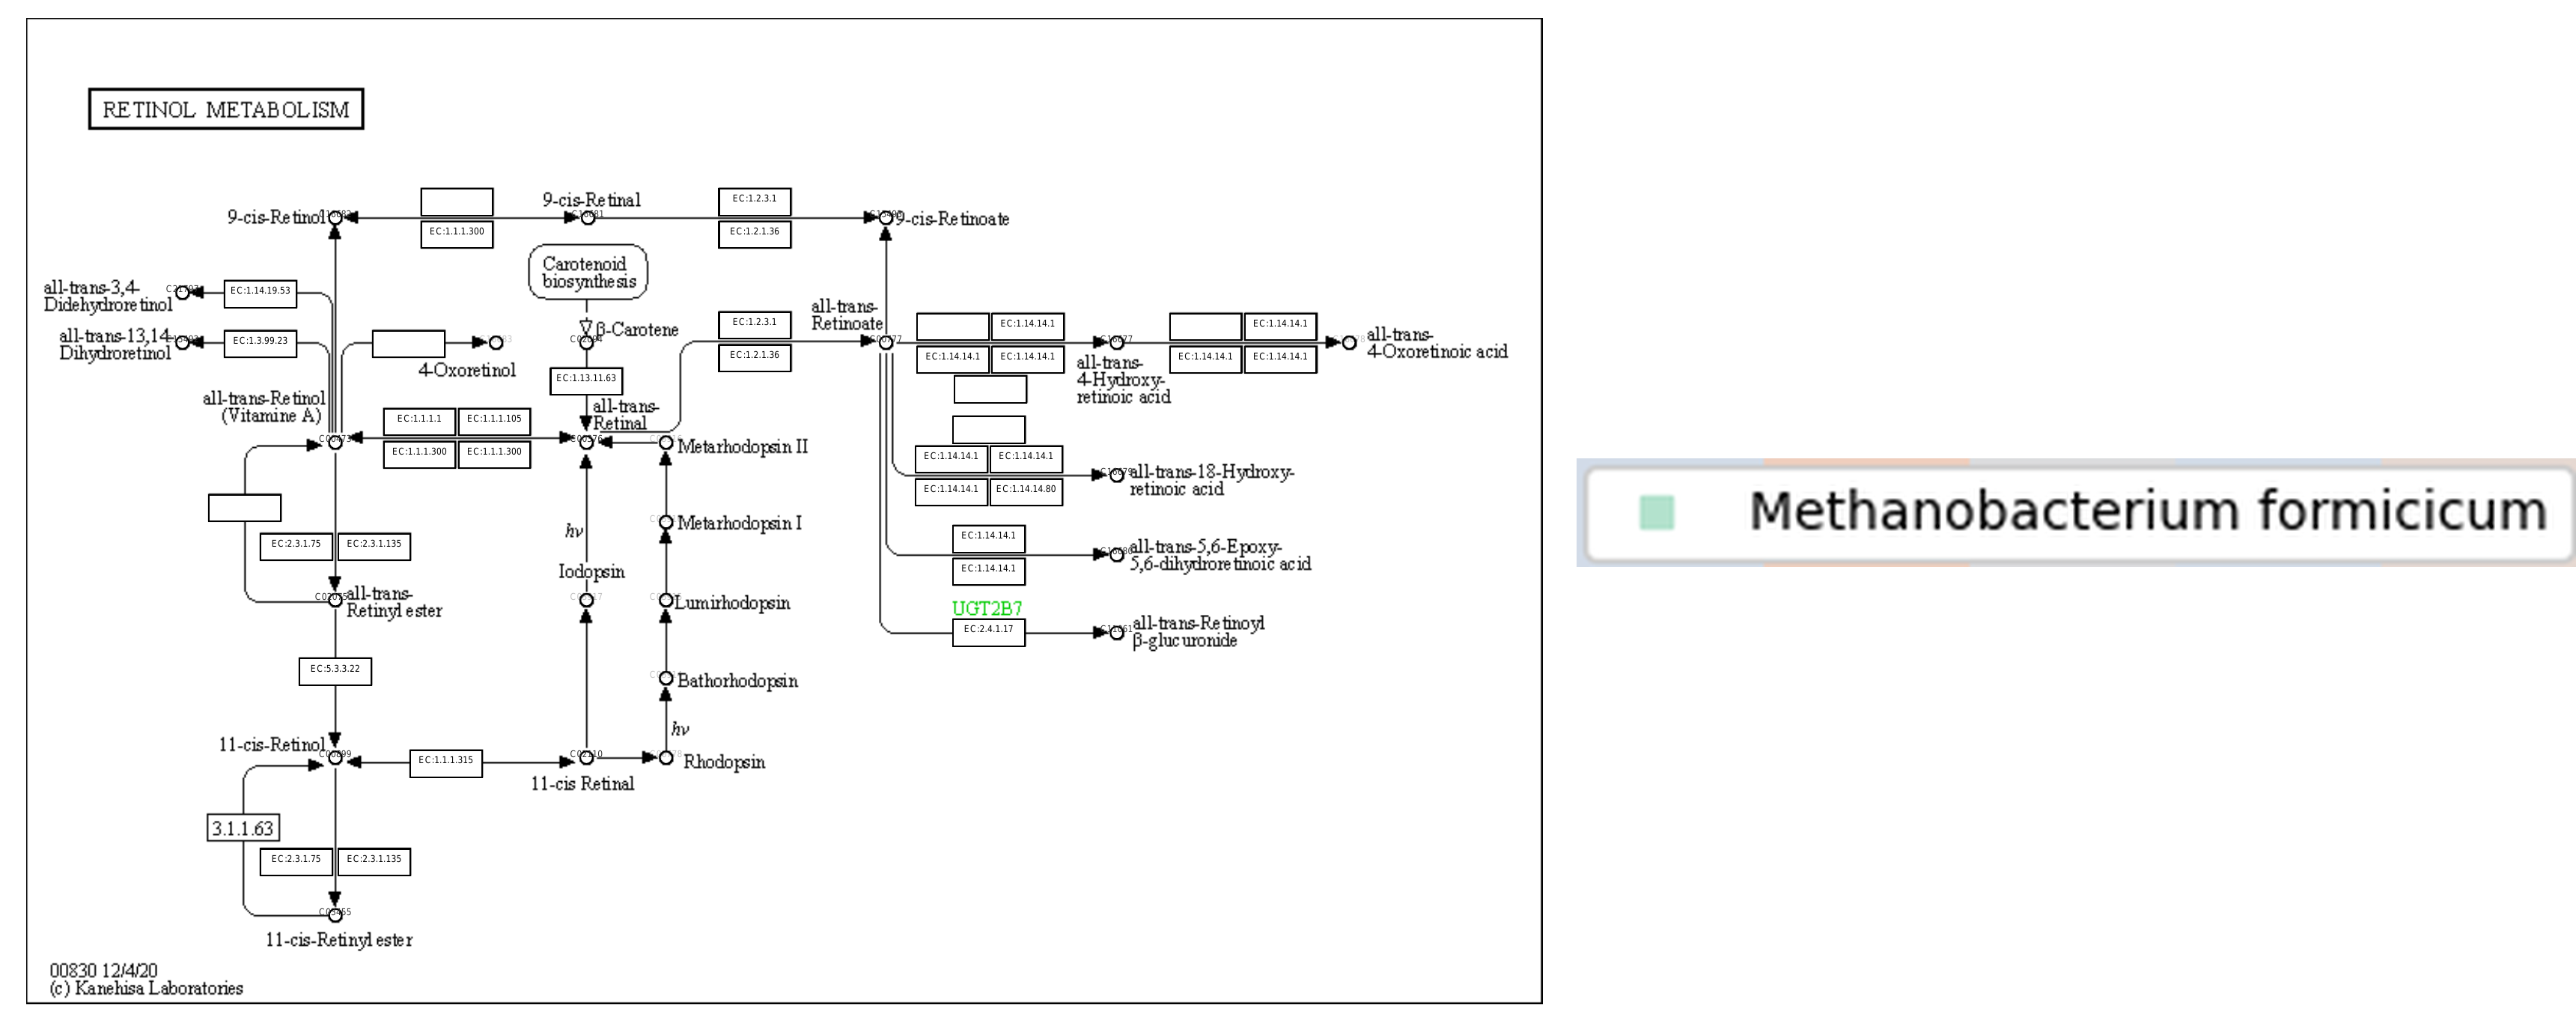 RETINOL METABOLISM
9-cis-Retinol
EC:1.1.1.300
9-cis-Retinal
EC:1.2.3.1
EC:1.2.1.36
9-cis-Retinoate
Carotenoid
biosynthesis
all-trans-3,4-
Didehydroretinol
EC:1.14.19.53
all-trans-13,14-
Dihydroretinol
EC:1.3.99.23
4-Oxoretinol
β-Carotene
EC:1.13.11.63
EC:1.2.3.1
EC:1.2.1.36
all-trans-
Retinoate
EC:1.14.14.1
EC:1.14.14.1 EC:1.14.14.1
all-trans-
4-Hydroxy-
retinoic acid
EC:1.14.14.1
EC:1.14.14.1 EC:1.14.14.1
all-trans-
4-Oxoretinoic acid
all-trans-Retinol
(Vitamine A)
EC:1.1.1.1 EC:1.1.1.105
EC:1.1.1.300 EC:1.1.1.300
all-trans-
Retinal
Metarhodopsin II
EC:1.14.14.1 EC:1.14.14.1
EC:1.14.14.1 EC:1.14.14.80
all-trans-18-Hydroxy-
retinoic acid
Methanobacterium formicicum
hν
Metarhodopsin I
EC:2.3.1.75 EC:2.3.1.135
EC:1.14.14.1
EC:1.14.14.1
all-trans-5,6-Epoxy-
5,6-dihydroretinoic acid
Iodopsin
all-trans-
Retinyl ester
Lumirhodopsin
UGT2B7
EC:2.4.1.17
all-trans-Retinoyl
β-glucuronide
EC:5.3.3.22
Bathorhodopsin
hν
11-cis-Retinol
EC:1.1.1.315
11-cis Retinal
Rhodopsin
3.1.1.63
EC:2.3.1.75 EC:2.3.1.135
11-cis-Retinyl ester
00830 12/4/20
(c) Kanehisa Laboratories